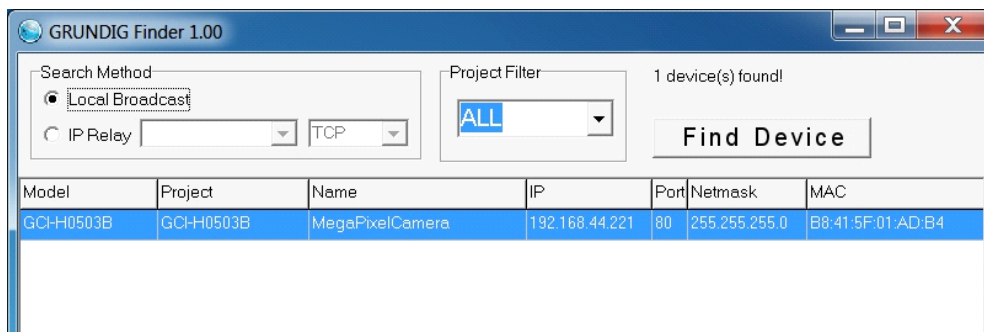 GRUNDIG Finder 1.00
Search Method
Local Broadcast
IP Relay
TCP
Project Filter
ALL
1 device(s) found!
Find Device
Model Project Name IP Port Netmask MAC
GCI-H0503B GCI-H0503B MegaPixelCamera 192.168.44.221 80 255.255.255.0 B8:41:5F:01:AD:B4